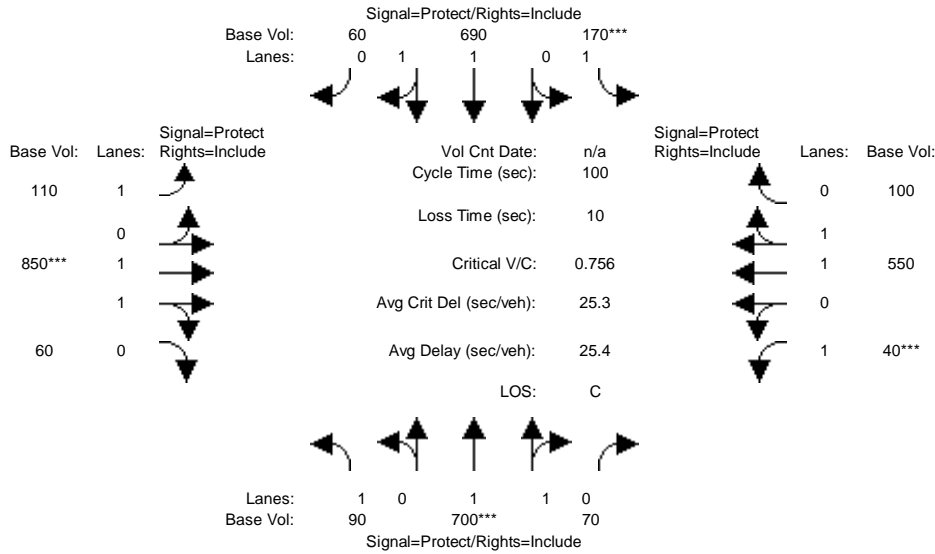 Signal=Protect/Rights=Include
Base Vol: 60 690 170***
Lanes: 0 1 1 0 1
Signal=Protect
Base Vol: Lanes: Rights=Include
Vol Cnt Date: n/a
Signal=Protect
Rights=Include Lanes: Base Vol:
Cycle Time (sec): 100
110 1
0 100
Loss Time (sec): 10
0
1
850*** 1
Critical V/C: 0.756
1 550
1
Avg Crit Del (sec/veh): 25.3
0
60 0
Avg Delay (sec/veh): 25.4
1 40***
LOS: C
Lanes: 1 0 1 1 0
Base Vol: 90 700*** 70
Signal=Protect/Rights=Include